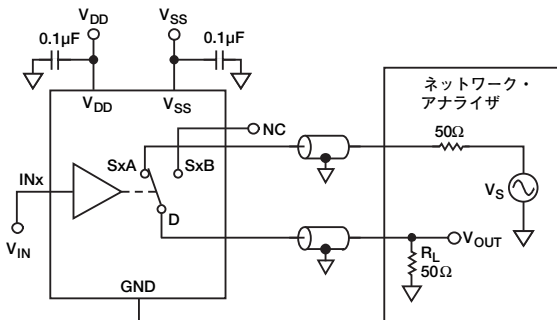 VDD
VSS
0.1µF
0.1µF
VDD
VSS
ネットワーク・
アナライザ
NC
50Ω
SxA
SxB
INx
VS
D
VOUT
VIN
RL
50Ω
GND